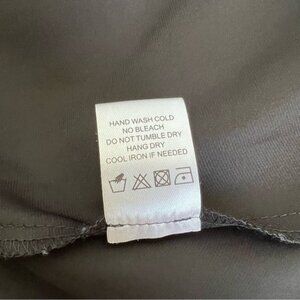 HAND WASH COLD
NO BLEACH
DO NOT TUMBLE DRY
HANG DRY
COOL IRON IF NEEDED